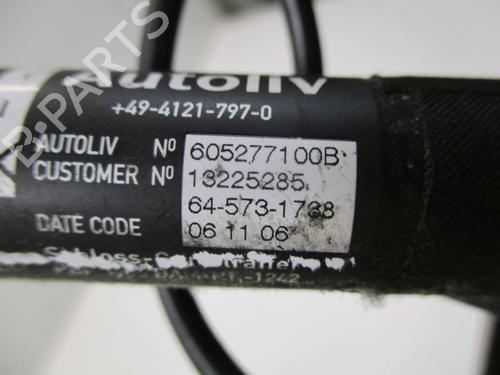 Autoliv
+49-4121-797-0
AUTOLIV Nº 605277100B
CUSTOMER Nº 13225285
64-573-1738
DATE CODE 06 11 06
B-PARTS